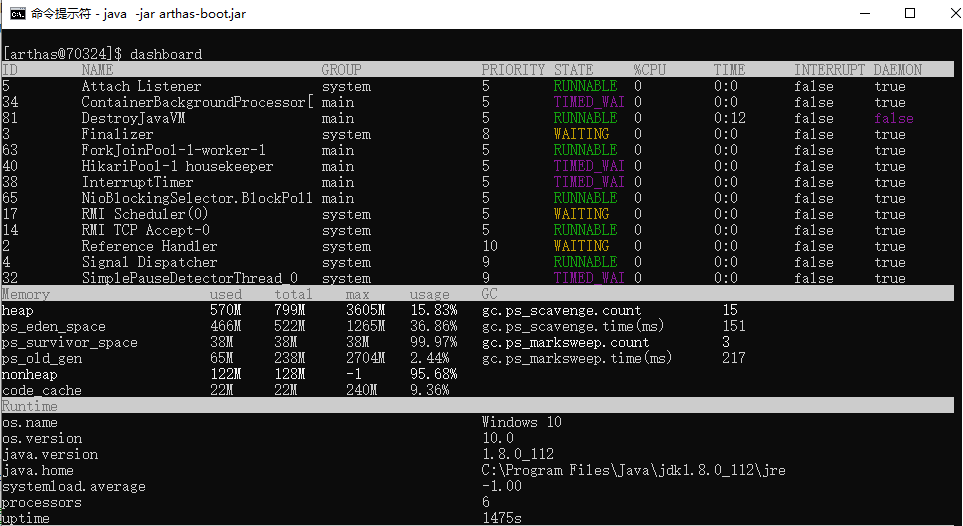 命令提示符 - java  -jar arthas-boot.jar
[arthas@70324]$ dashboard
ID NAME GROUP PRIORITY STATE %CPU TIME INTERRUPT DAEMON
5 Attach Listener system 5 RUNNABLE 0 0:0 false true
34 ContainerBackgroundProcessor[ main 5 TIMED_WAI 0 0:0 false true
81 DestroyJavaVM main 5 RUNNABLE 0 0:12 false false
3 Finalizer system 8 WAITING 0 0:0 false true
63 ForkJoinPool-1-worker-1 main 5 RUNNABLE 0 0:0 false true
40 HikariPool-1 housekeeper main 5 TIMED_WAI 0 0:0 false true
38 InterruptTimer main 5 TIMED_WAI 0 0:0 false true
65 NioBlockingSelector.BlockPoll main 5 RUNNABLE 0 0:0 false true
17 RMI Scheduler(0) system 5 WAITING 0 0:0 false true
14 RMI TCP Accept-0 system 5 RUNNABLE 0 0:0 false true
2 Reference Handler system 10 WAITING 0 0:0 false true
4 Signal Dispatcher system 9 RUNNABLE 0 0:0 false true
32 SimplePauseDetectorThread_0 system 9 TIMED_WAI 0 0:0 false true
Memory used total max usage GC
heap 570M 799M 3605M 15.83% gc.ps_scavenge.count 15
ps_eden_space 466M 522M 1265M 36.86% gc.ps_scavenge.time(ms) 151
ps_survivor_space 38M 38M 38M 99.97% gc.ps_marksweep.count 3
ps_old_gen 65M 238M 2704M 2.44% gc.ps_marksweep.time(ms) 217
nonheap 122M 128M -1 95.68%
code_cache 22M 22M 240M 9.36%
Runtime
os.name Windows 10
os.version 10.0
java.version 1.8.0_112
java.home C:\Program Files\Java\jdk1.8.0_112\jre
systemload.average -1.00
processors 6
uptime 1475s